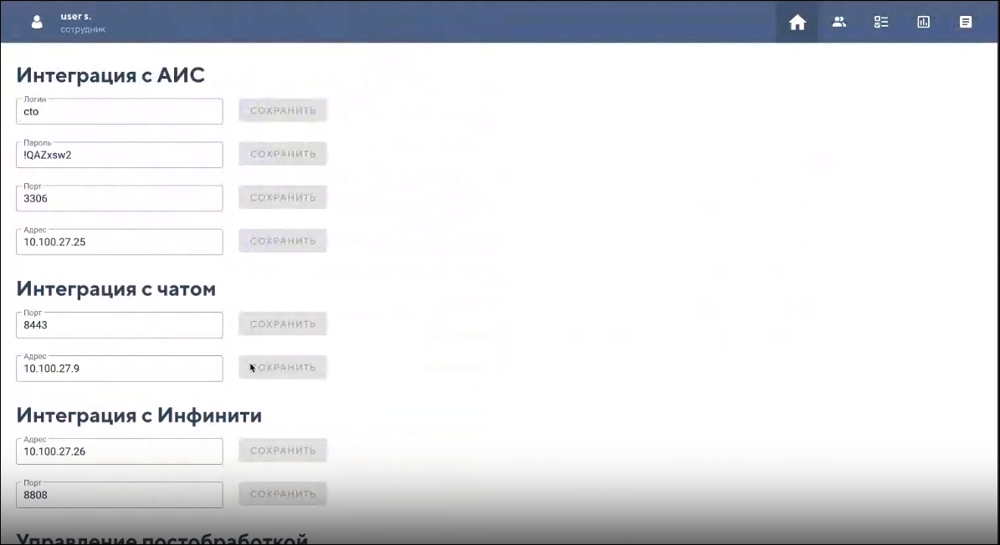 user s.
сотрудник
Интеграция с АИС
Логин
cto
СОХРАНИТЬ
Пароль
!QAZxsw2
СОХРАНИТЬ
Порт
3306
СОХРАНИТЬ
Адрес
10.100.27.25
СОХРАНИТЬ
Интеграция с чатом
Порт
8443
СОХРАНИТЬ
Адрес
10.100.27.9
СОХРАНИТЬ
Интеграция с Инфинити
Адрес
10.100.27.26
СОХРАНИТЬ
Порт
8808
СОХРАНИТЬ
Управление постобработкой